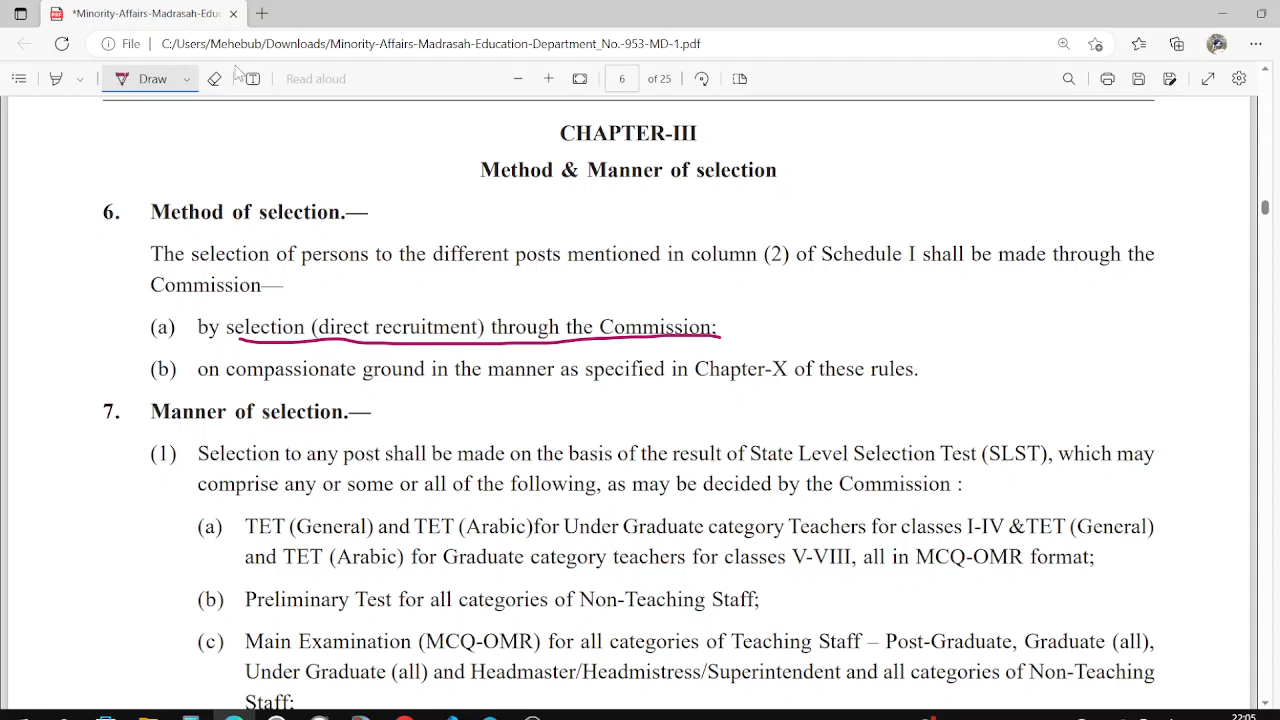 *Minority-Affairs-Madrasah-Educ
File C:/Users/Mehebub/Downloads/Minority-Affairs-Madrasah-Education-Department_No.-953-MD-1.pdf
Draw Read aloud 6 of 25
CHAPTER-III
Method & Manner of selection
6. Method of selection.—
The selection of persons to the different posts mentioned in column (2) of Schedule I shall be made through the
Commission—
(a) by selection (direct recruitment) through the Commission;
(b) on compassionate ground in the manner as specified in Chapter-X of these rules.
7. Manner of selection.—
(1) Selection to any post shall be made on the basis of the result of State Level Selection Test (SLST), which may
comprise any or some or all of the following, as may be decided by the Commission :
(a) TET (General) and TET (Arabic)for Under Graduate category Teachers for classes I-IV &TET (General)
and TET (Arabic) for Graduate category teachers for classes V-VIII, all in MCQ-OMR format;
(b) Preliminary Test for all categories of Non-Teaching Staff;
(c) Main Examination (MCQ-OMR) for all categories of Teaching Staff – Post-Graduate, Graduate (all),
Under Graduate (all) and Headmaster/Headmistress/Superintendent and all categories of Non-Teaching
Staff;
22:05